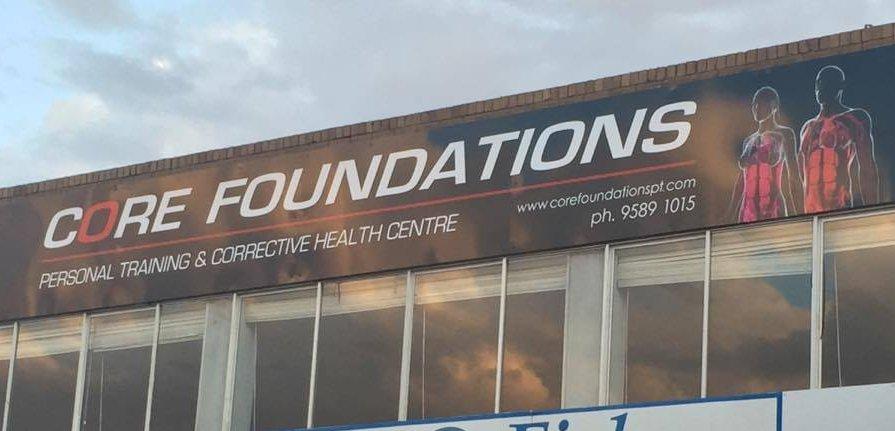 CORE FOUNDATIONS
PERSONAL TRAINING & CORRECTIVE HEALTH CENTRE
www.corefoundationspt.com
ph. 9589 1015